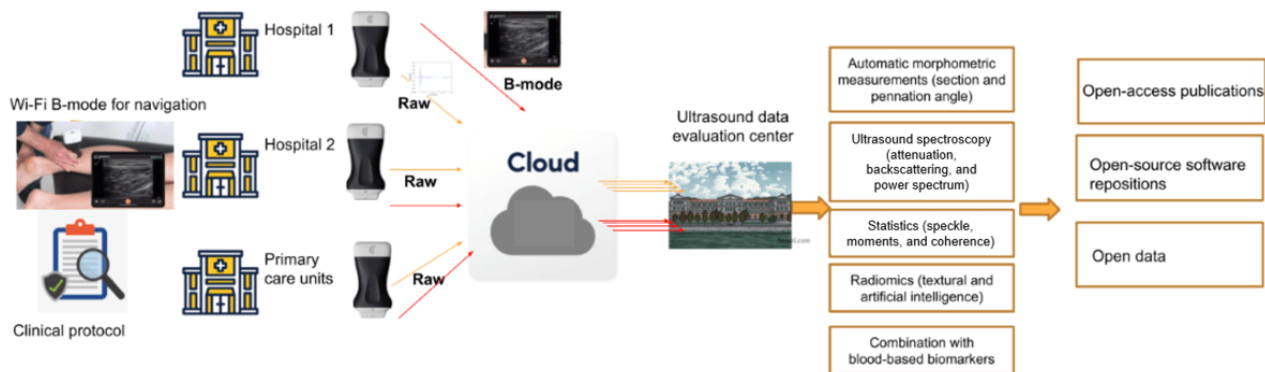 Hospital 1
B-mode
Raw
Wi-Fi B-mode for navigation
Hospital 2
Raw
Clinical protocol
Primary
care units
Raw
Cloud
Ultrasound data
evaluation center
Automatic morphometric
measurements (section and
pennation angle)
Ultrasound spectroscopy
(attenuation,
backscattering, and
power spectrum)
Statistics (speckle,
moments, and coherence)
Radiomics (textural and
artificial intelligence)
Combination with
blood-based biomarkers
Open-access publications
Open-source software
repositions
Open data